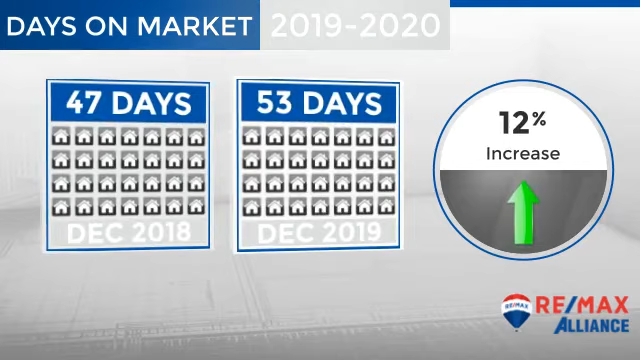 DAYS ON MARKET 2019-2020
47 DAYS
DEC 2018
53 DAYS
DEC 2019
12%
Increase
RE/MAX
RE/MAX
ALLIANCE